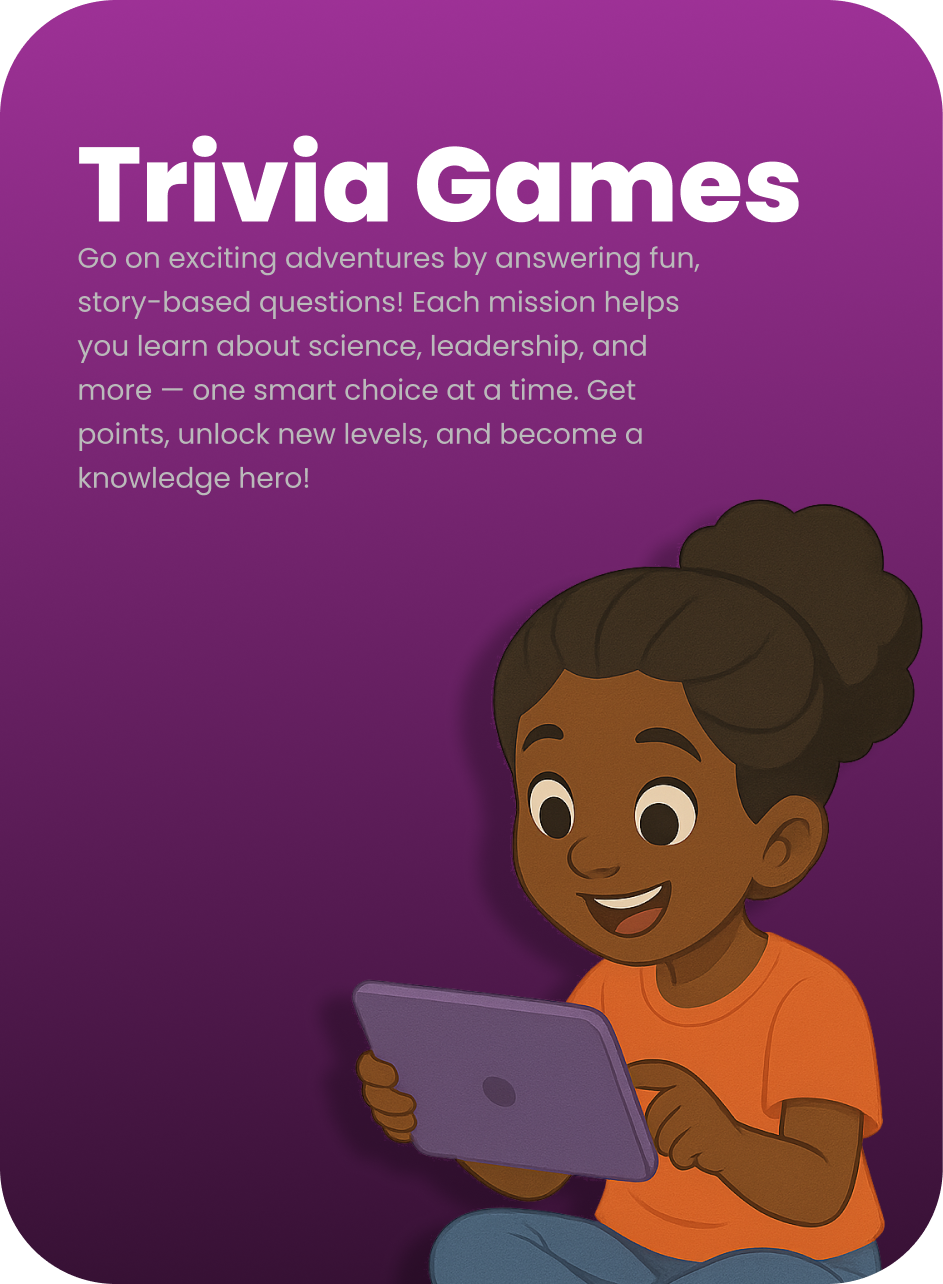 Trivia Games
Go on exciting adventures by answering fun,
story-based questions! Each mission helps
you learn about science, leadership, and
more — one smart choice at a time. Get
points, unlock new levels, and become a
knowledge hero!